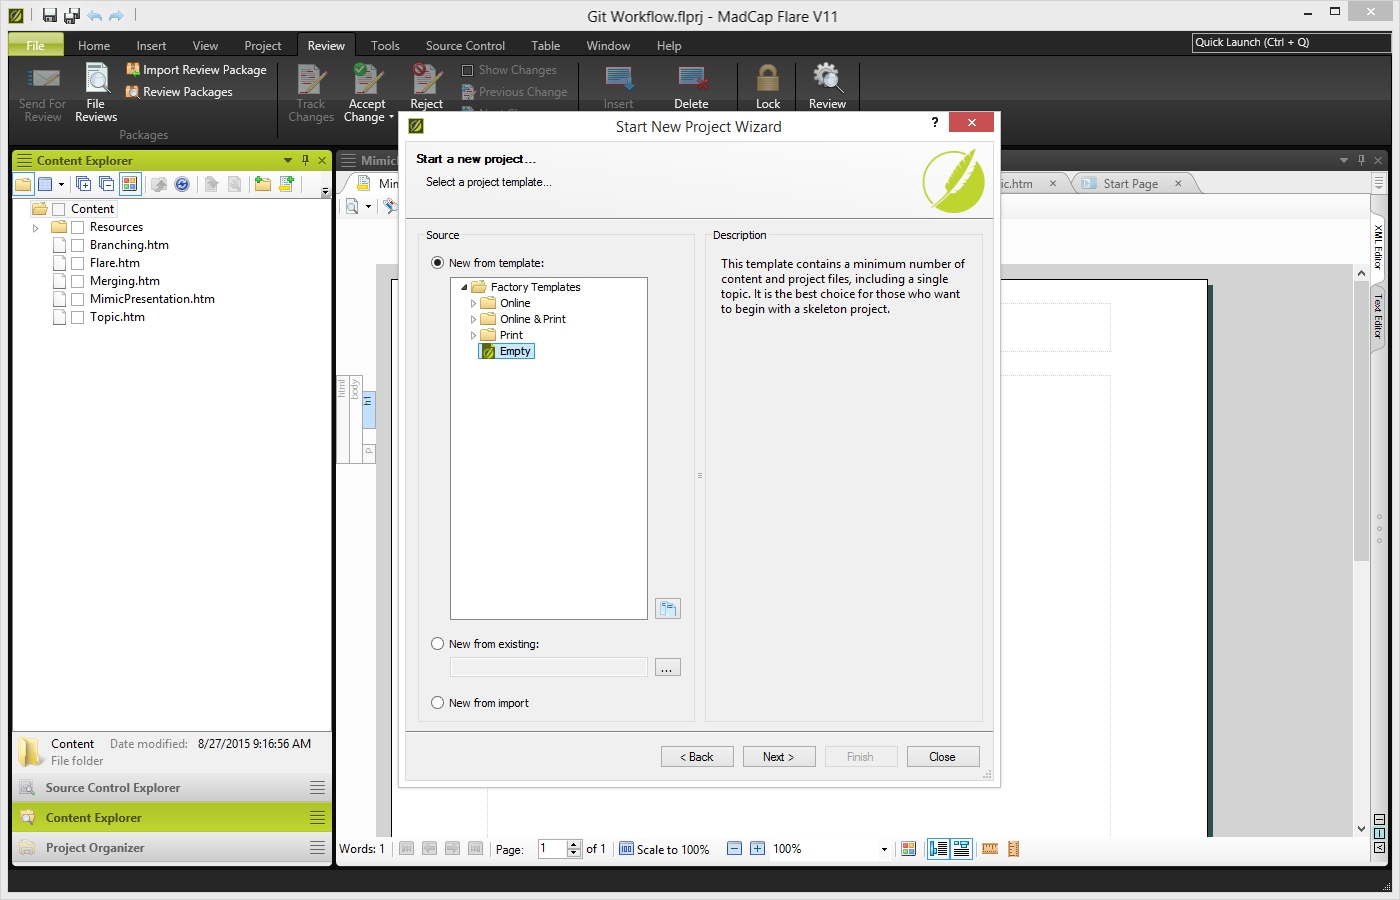 Git Workflow.flprj - MadCap Flare V11
File Home Insert View Project Review Tools Source Control Table Window Help
Quick Launch (Ctrl + Q)
Import Review Package
Review Packages
Send For Review
File Reviews
Packages
Track Changes
Accept Change
Reject
Show Changes
Previous Change
Insert
Delete
Lock
Review
Content Explorer
Content
Resources
Branching.htm
Flare.htm
Merging.htm
MimicPresentation.htm
Topic.htm
Content Date modified: 8/27/2015 9:16:56 AM
File folder
Source Control Explorer
Content Explorer
Project Organizer
Mimic
Mim
ic.htm
Start Page
html
body
h1
p
XML Editor
Text Editor
Start New Project Wizard
?
Start a new project...
Select a project template...
Source
New from template:
Factory Templates
Online
Online & Print
Print
Empty
New from existing:
...
New from import
Description
This template contains a minimum number of
content and project files, including a single
topic. It is the best choice for those who want
to begin with a skeleton project.
< Back
Next >
Finish
Close
Words: 1
Page: 1 of 1
Scale to 100%
100%